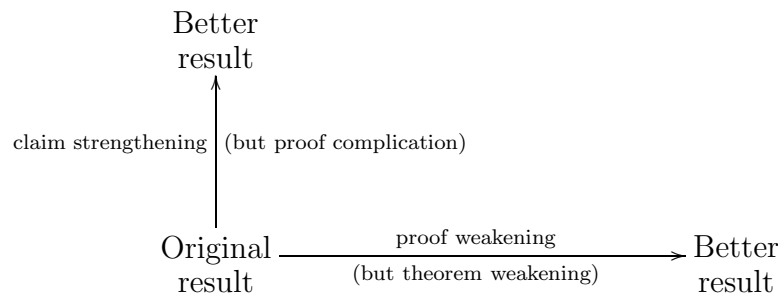 Better
result
claim strengthening
(but proof complication)
Original
result
proof weakening
(but theorem weakening)
Better
result